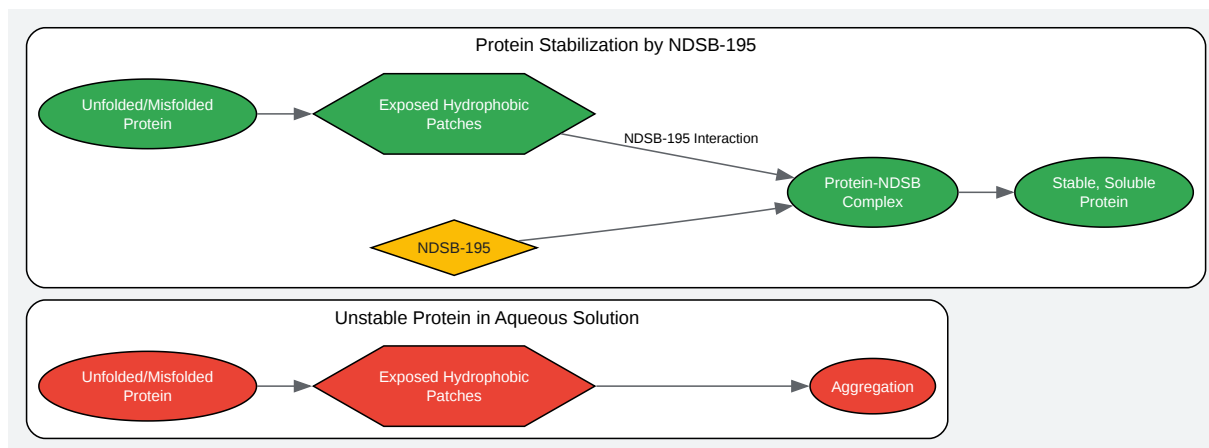 Protein Stabilization by NDSB-195
Unfolded/Misfolded
Protein
Exposed Hydrophobic
Patches
NDSB-195 Interaction
Protein-NDSB
Complex
Stable, Soluble
Protein
NDSB-195
Unstable Protein in Aqueous Solution
Unfolded/Misfolded
Protein
Exposed Hydrophobic
Patches
Aggregation